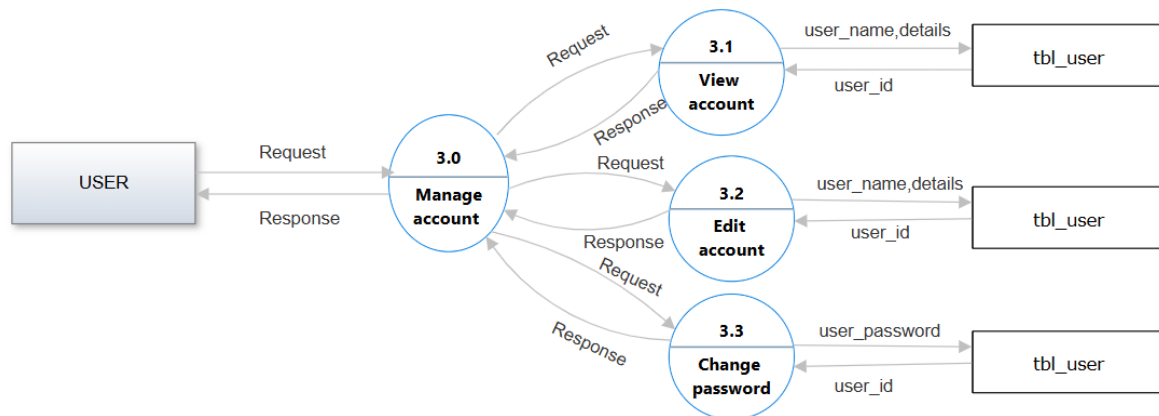 USER
Request
Response
3.0
Manage
account
Request
Response
3.1
View
account
user_name,details
user_id
tbl_user
Request
Response
3.2
Edit
account
user_name,details
user_id
tbl_user
Request
Response
3.3
Change
password
user_password
user_id
tbl_user